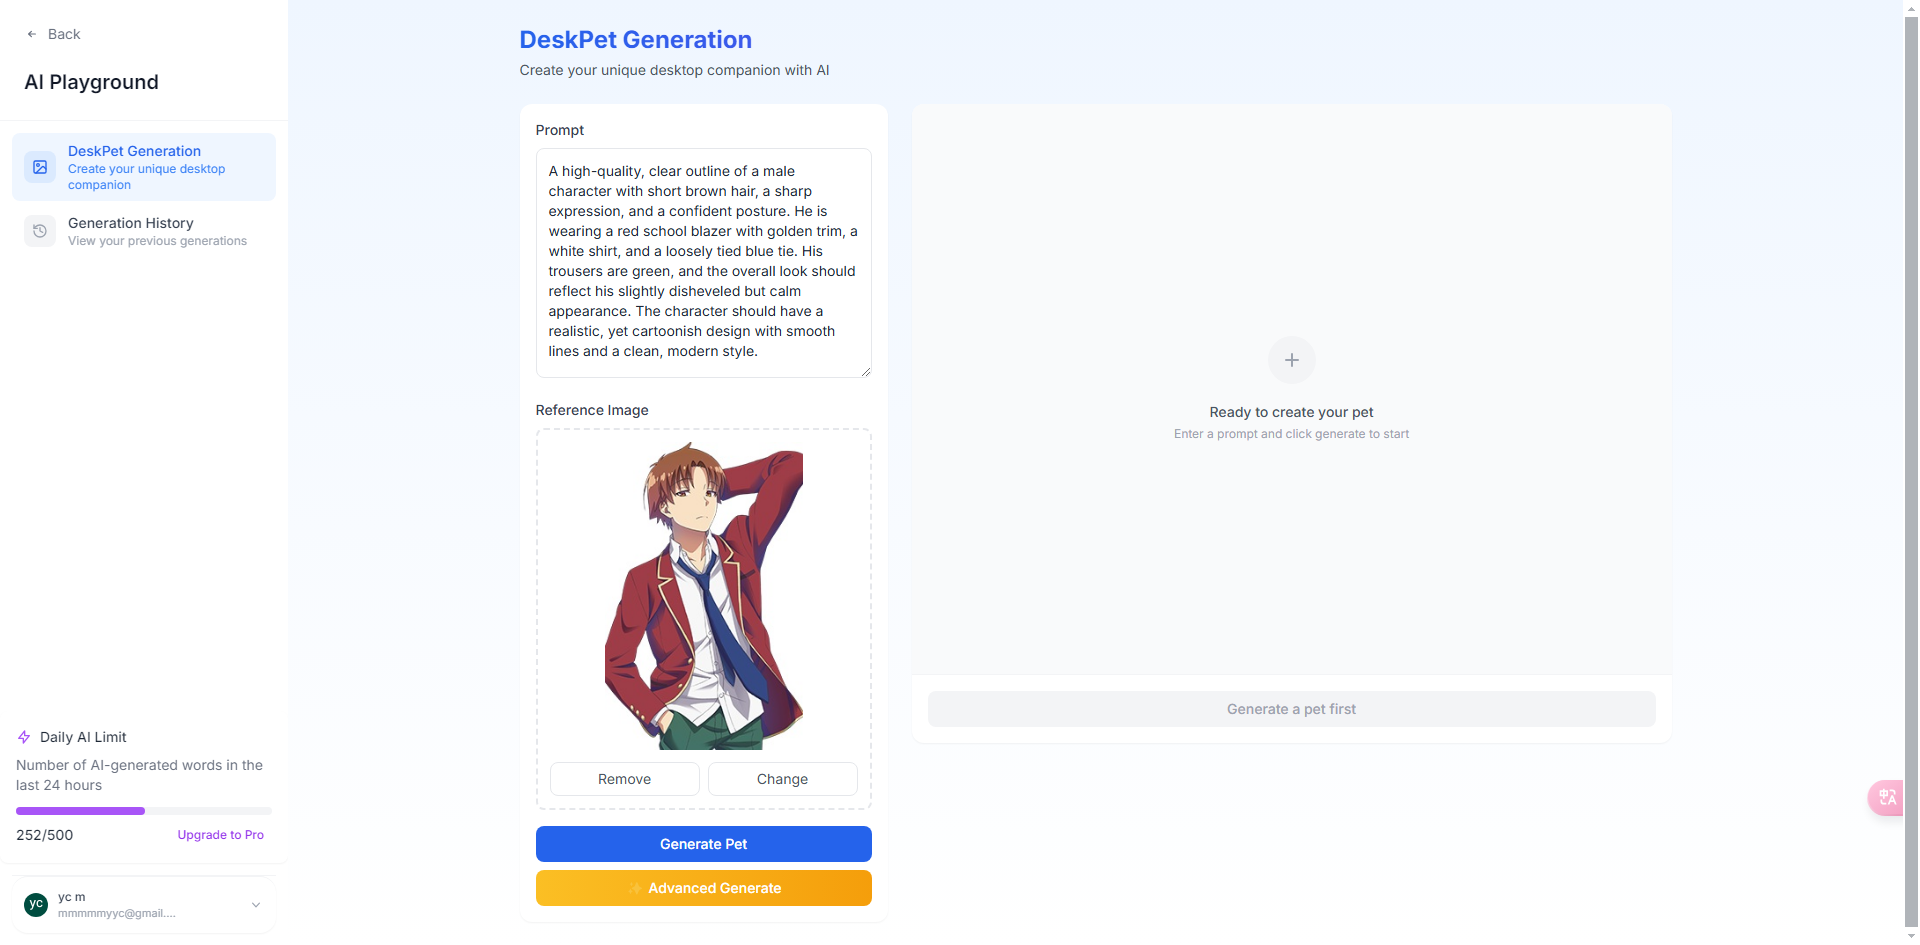 Back
AI Playground
DeskPet Generation
Create your unique desktop
companion
Generation History
View your previous generations
Daily AI Limit
Number of AI-generated words in the
last 24 hours
252/500
Upgrade to Pro
yc
yc m
mmmmmyyc@gmail....
DeskPet Generation
Create your unique desktop companion with AI
Prompt
A high-quality, clear outline of a male
character with short brown hair, a sharp
expression, and a confident posture. He is
wearing a red school blazer with golden trim, a
white shirt, and a loosely tied blue tie. His
trousers are green, and the overall look should
reflect his slightly disheveled but calm
appearance. The character should have a
realistic, yet cartoonish design with smooth
lines and a clean, modern style.
Reference Image
Remove
Change
Generate Pet
✨ Advanced Generate
Ready to create your pet
Enter a prompt and click generate to start
Generate a pet first